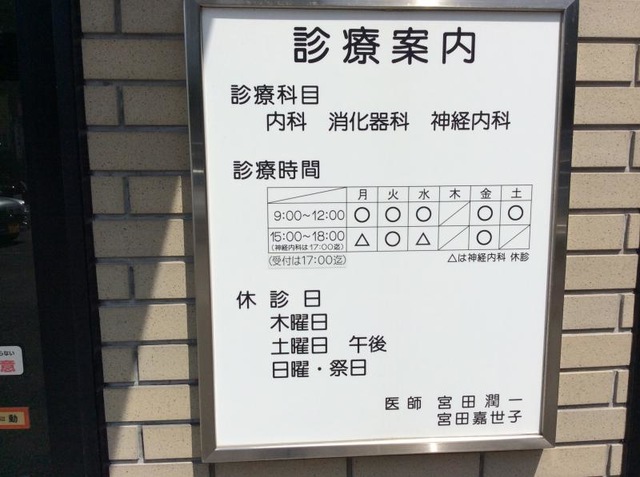 診療案内
診療科目
内科 消化器科 神経内科
診療時間
月 火 水 木 金 土
9:00~12:00 ○ ○ ○ ／ ○ ○
15:00~18:00 △ ○ △ ／ ○ ／
(神経内科は17:00迄)
(受付は17:00迄)
△は神経内科 休診
休診日
木曜日
土曜日 午後
日曜・祭日
医師 宮田潤一
宮田嘉世子
意
動